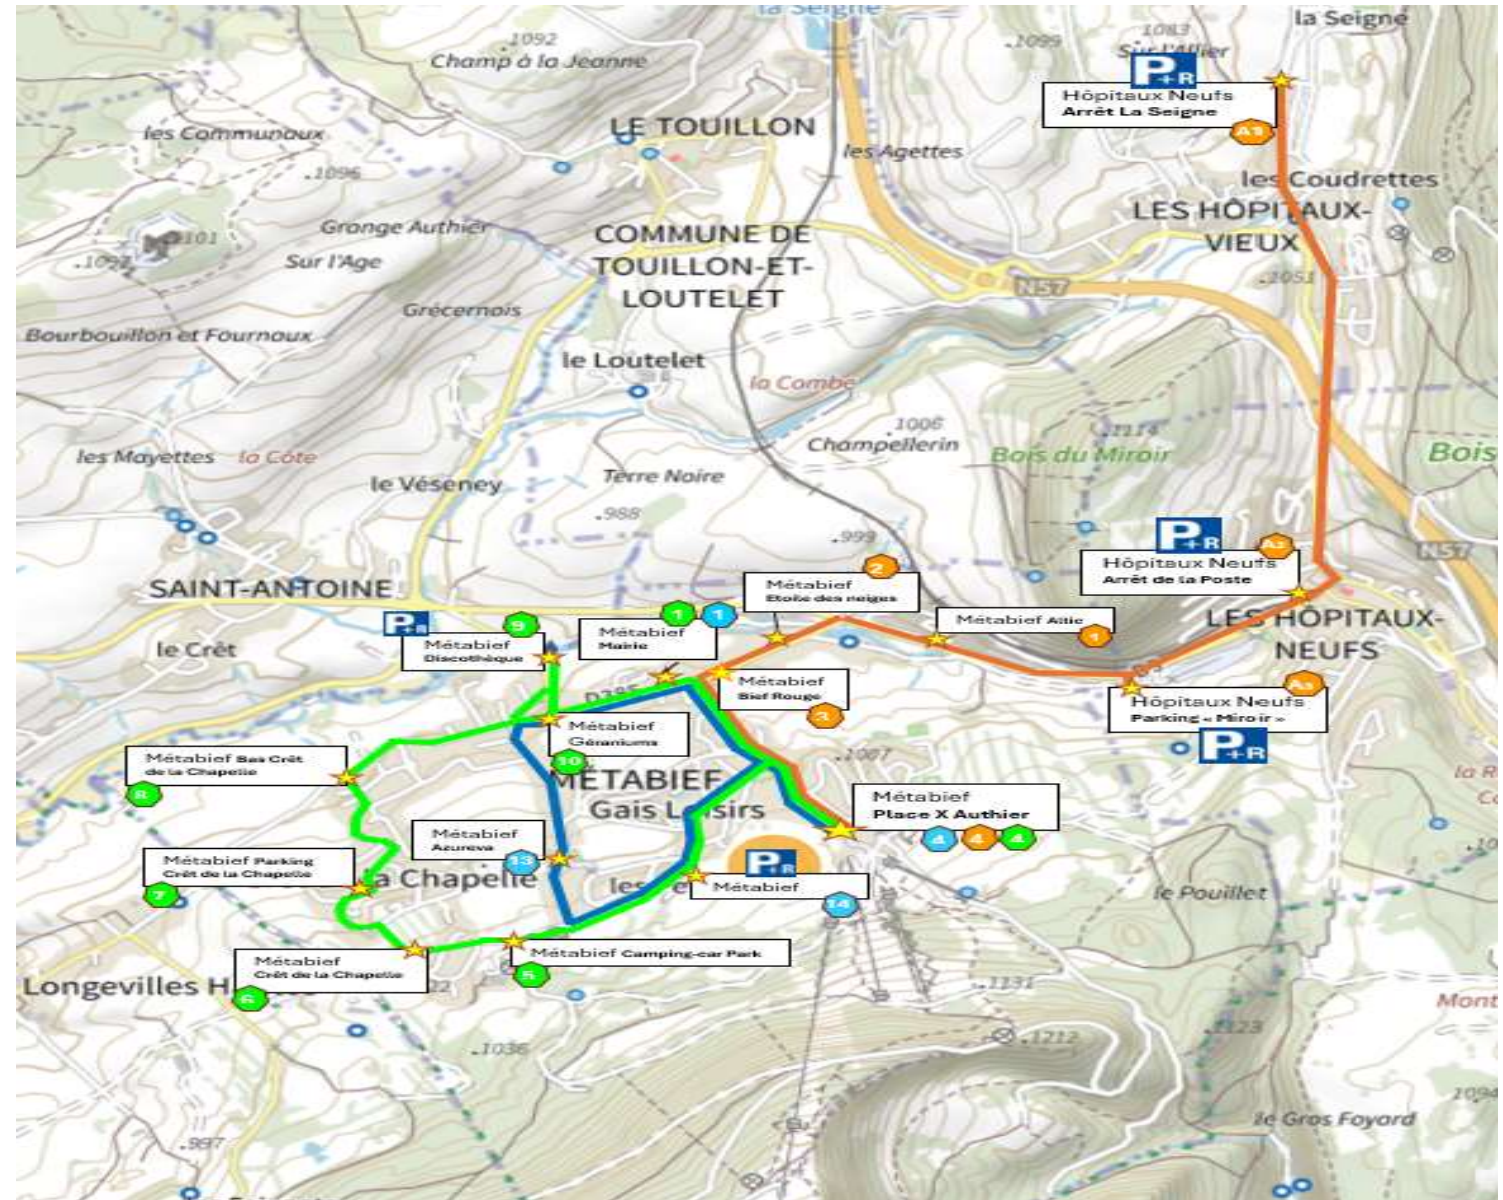 la Seigne
la Seigne
1083
Sur l'Allier
1092
Champ à la Jeanne
.1099
P+R
Hôpitaux Neufs
Arrêt La Seigne
les Communaux
LE TOUILLON
les Agettes
.1096
les Coudrettes
LES HÔPITAUX-
VIEUX
Grange Authier
COMMUNE DE
TOUILLON-ET-
LOUTELET
Sur l'Age
N57
.1051
Grécernois
Bourbouillon et Fournaux
le Loutelet
la Combe
.1006
Champellerin
Bois du Miroir
Bois
les Mayettes
la Côte
le Véseney
Terre Noire
.988
.999
P+R
Hôpitaux Neufs
Arrêt de la Poste
N57
SAINT-ANTOINE
2
Métabief
Etoile des neiges
LES HÔPITAUX-
NEUFS
P+R
9
Métabief
Discothèque
1
1
Métabief
Mairie
Métabief
1
le Crêt
Métabief
Bief Rouge
3
Hôpitaux Neufs
Parking « Miroir »
P+R
Métabief
Géraniums
10
.1007
Métabief Bas Crêt
de la Chapelle
8
MÉTABIEF
Gais Loisirs
Métabief
Place X Authier
4
4
4
Métabief
Azureva
13
Métabief Parking
Crêt de la Chapelle
7
la Chapelle
P+R
Métabief
14
le Pouillet
Métabief
Crêt de la Chapelle
6
Métabief Camping-car Park
5
Longevilles
.1131
Mont
.1036
.1212
.1123
1094
le Gros Foyard
.997